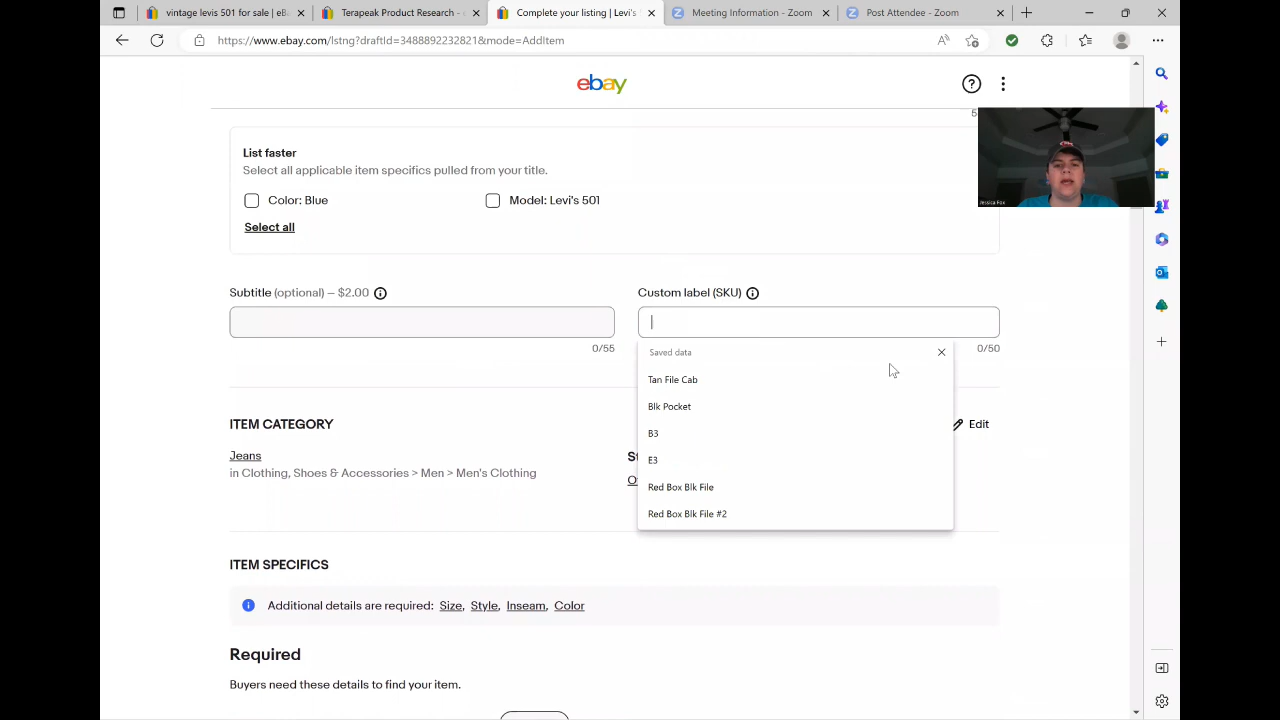 vintage levis 501 for sale | eB
Terapeak Product Research - e
Complete your listing | Levi's
Meeting Information - Zoom
Post Attendee - Zoom
https://www.ebay.com/lstng?draftId=3488892232821&mode=AddItem
ebay
List faster
Select all applicable item specifics pulled from your title.
Color: Blue
Model: Levi's 501
Select all
Jessica Fox
Subtitle (optional) – $2.00
Custom label (SKU)
0/55
0/50
Saved data
Tan File Cab
Blk Pocket
B3
E3
Red Box Blk File
Red Box Blk File #2
ITEM CATEGORY
Edit
Jeans
in Clothing, Shoes & Accessories > Men > Men's Clothing
ITEM SPECIFICS
Additional details are required: Size, Style, Inseam, Color
Required
Buyers need these details to find your item.